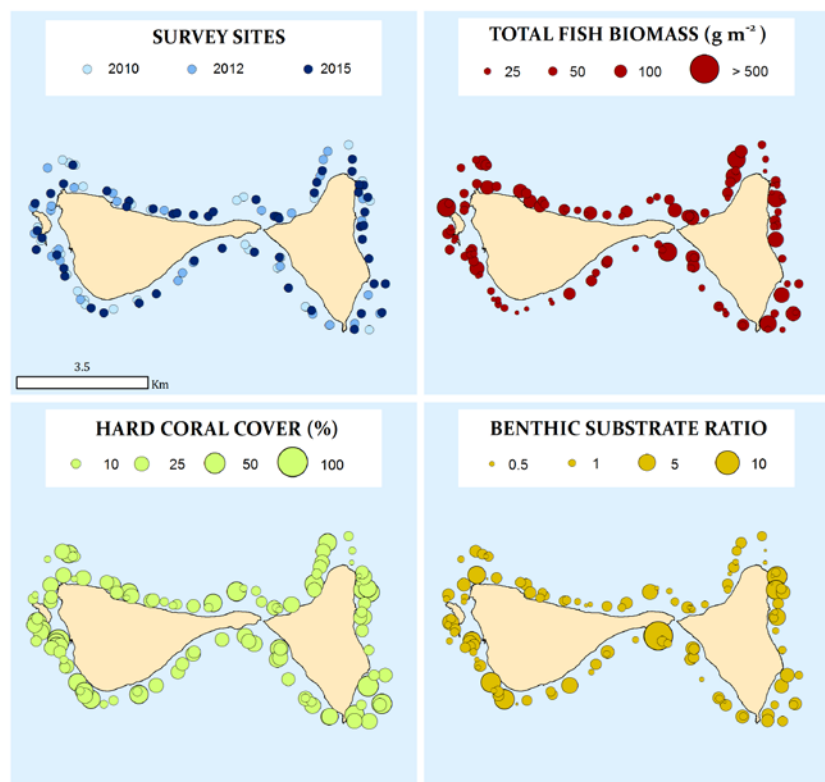 SURVEY SITES
2010 2012 2015
3.5
Km
TOTAL FISH BIOMASS (g m⁻²)
25 50 100 > 500
HARD CORAL COVER (%)
10 25 50 100
BENTHIC SUBSTRATE RATIO
0.5 1 5 10